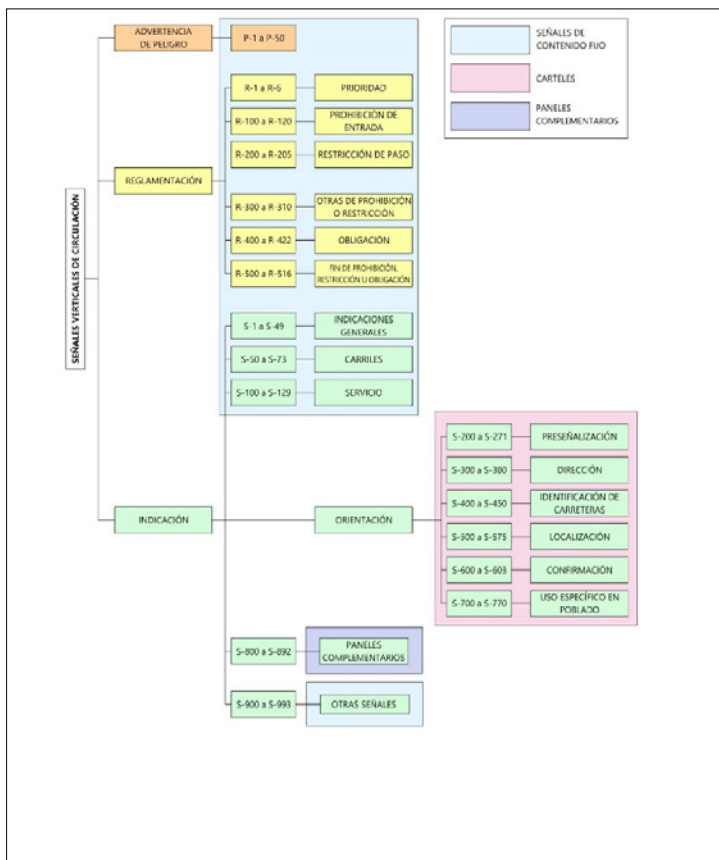 ADVERTENCIA
DE PELIGRO
P-1 a P-50
SEÑALES DE
CONTENIDO FIJO
CARTELES
PANELES
COMPLEMENTARIOS
SEÑALES VERTICALES DE CIRCULACIÓN
REGLAMENTACIÓN
R-1 a R-6
PRIORIDAD
R-100 a R-120
PROHIBICIÓN DE
ENTRADA
R-200 a R-205
RESTRICCIÓN DE PASO
R-300 a R-310
OTRAS DE PROHIBICIÓN
O RESTRICCIÓN
R-400 a R-422
OBLIGACIÓN
R-500 a R-516
FIN DE PROHIBICIÓN,
RESTRICCIÓN U OBLIGACIÓN
S-1 a S-49
INDICACIONES
GENERALES
S-50 a S-73
CARRILES
S-100 a S-129
SERVICIO
INDICACIÓN
ORIENTACIÓN
S-200 a S-271
PRESEÑALIZACIÓN
S-300 a S-380
DIRECCIÓN
S-400 a S-450
IDENTIFICACIÓN DE
CARRETERAS
S-500 a S-575
LOCALIZACIÓN
S-600 a S-603
CONFIRMACIÓN
S-700 a S-770
USO ESPECÍFICO EN
POBLADO
S-800 a S-892
PANELES
COMPLEMENTARIOS
S-900 a S-993
OTRAS SEÑALES